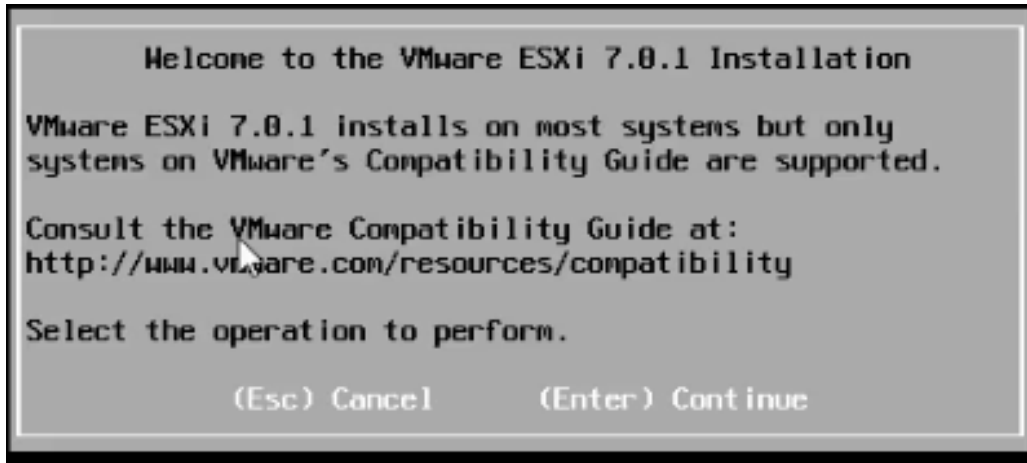 Welcome to the VMware ESXi 7.0.1 Installation
VMware ESXi 7.0.1 installs on most systems but only
systems on VMware's Compatibility Guide are supported.
Consult the VMware Compatibility Guide at:
http://www.vmware.com/resources/compatibility
Select the operation to perform.
(Esc) Cancel (Enter) Continue